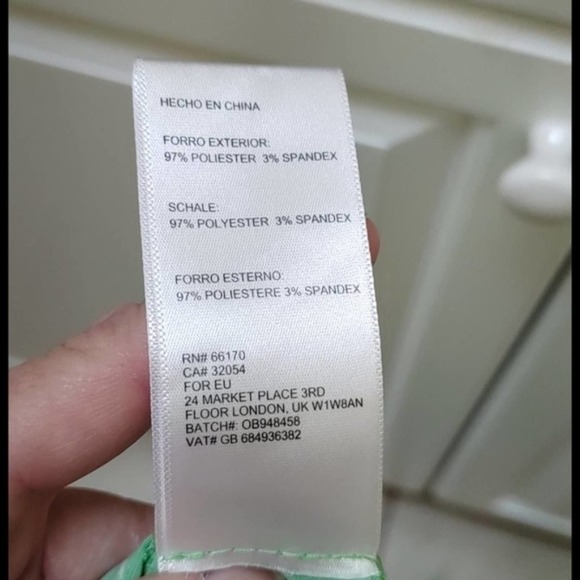 HECHO EN CHINA
FORRO EXTERIOR:
97% POLIESTER 3% SPANDEX
SCHALE:
97% POLYESTER 3% SPANDEX
FORRO ESTERNO:
97% POLIESTERE 3% SPANDEX
RN# 66170
CA# 32054
FOR EU
24 MARKET PLACE 3RD
FLOOR LONDON, UK W1W8AN
BATCH#: OB948458
VAT# GB 684936382